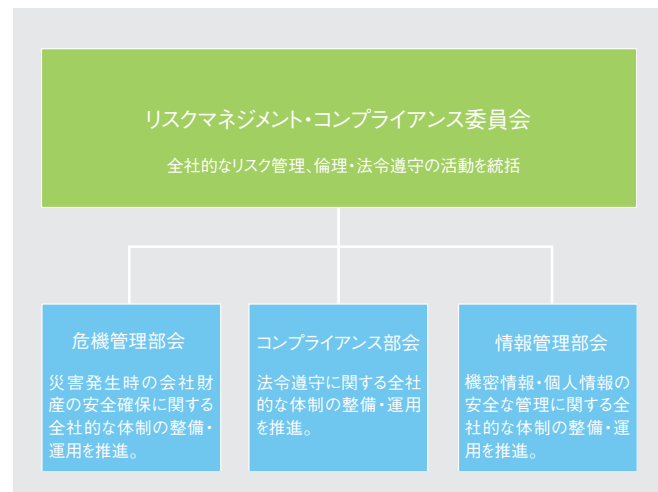 リスクマネジメント・コンプライアンス委員会
全社的なリスク管理、倫理・法令遵守の活動を統括
危機管理部会
災害発生時の会社財
産の安全確保に関する
全社的な体制の整備・
運用を推進。
コンプライアンス部会
法令遵守に関する全社
的な体制の整備・運用
を推進。
情報管理部会
機密情報・個人情報の
安全な管理に関する全
社的な体制の整備・運
用を推進。